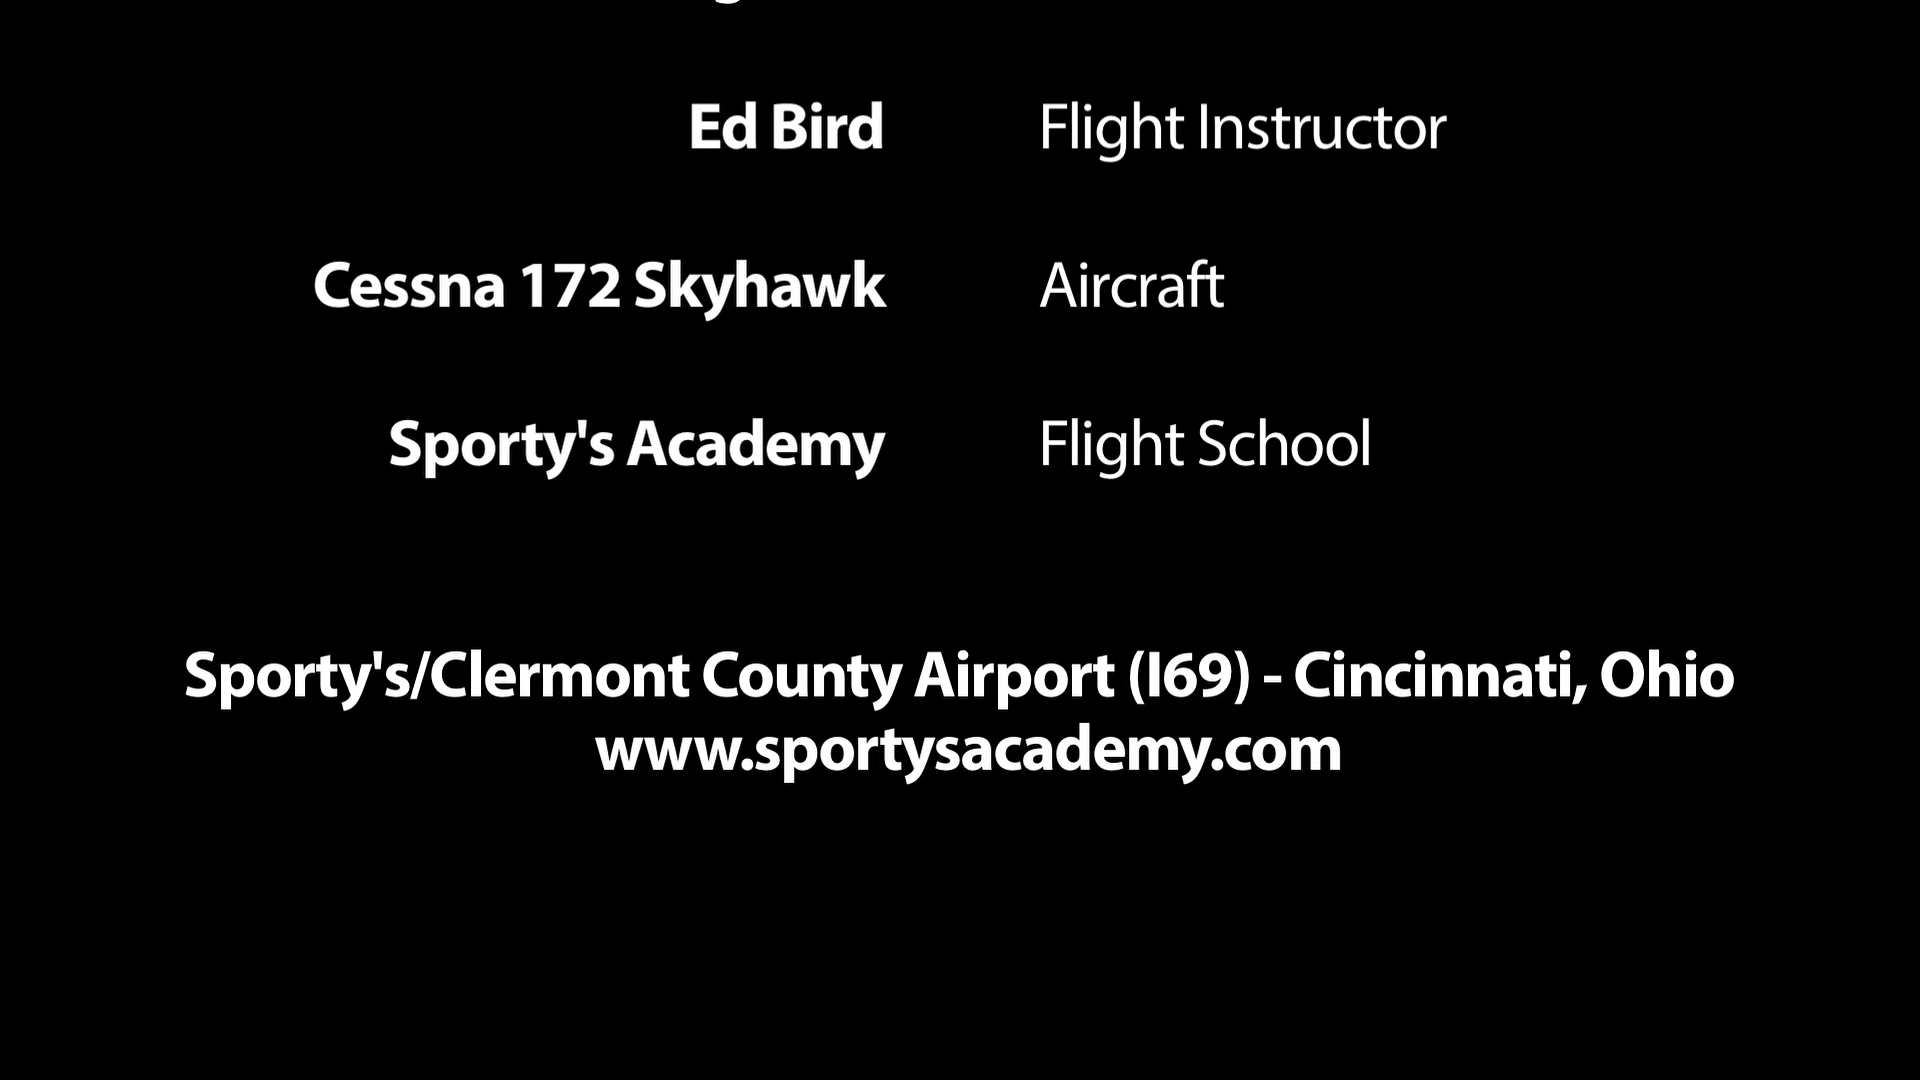 Ed Bird Flight Instructor
Cessna 172 Skyhawk Aircraft
Sporty's Academy Flight School
Sporty's/Clermont County Airport (I69) - Cincinnati, Ohio
www.sportysacademy.com